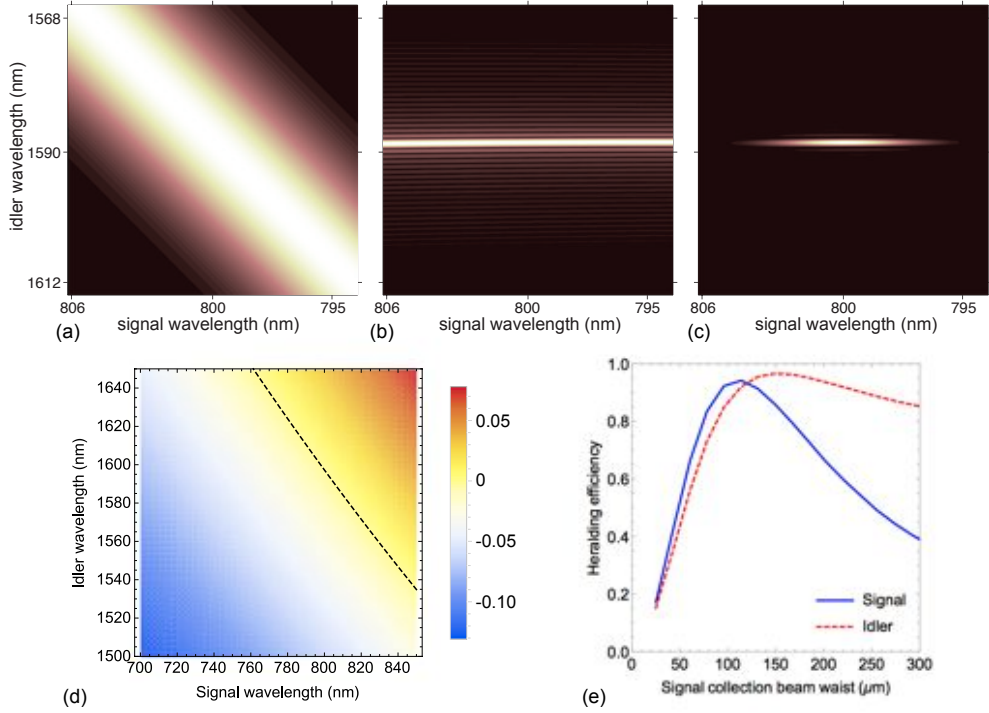 1568
1590
1612
idler wavelength (nm)
806
800
795
signal wavelength (nm)
(a)
806
800
795
signal wavelength (nm)
(b)
806
800
795
signal wavelength (nm)
(c)
1640
1620
1600
1580
1560
1540
1520
1500
Idler wavelength (nm)
700 720 740 760 780 800 820 840
Signal wavelength (nm)
0.05
0
-0.05
-0.10
(d)
1.0
0.8
0.6
0.4
0.2
0.0
Heralding efficiency
Signal
Idler
0 50 100 150 200 250 300
Signal collection beam waist (μm)
(e)